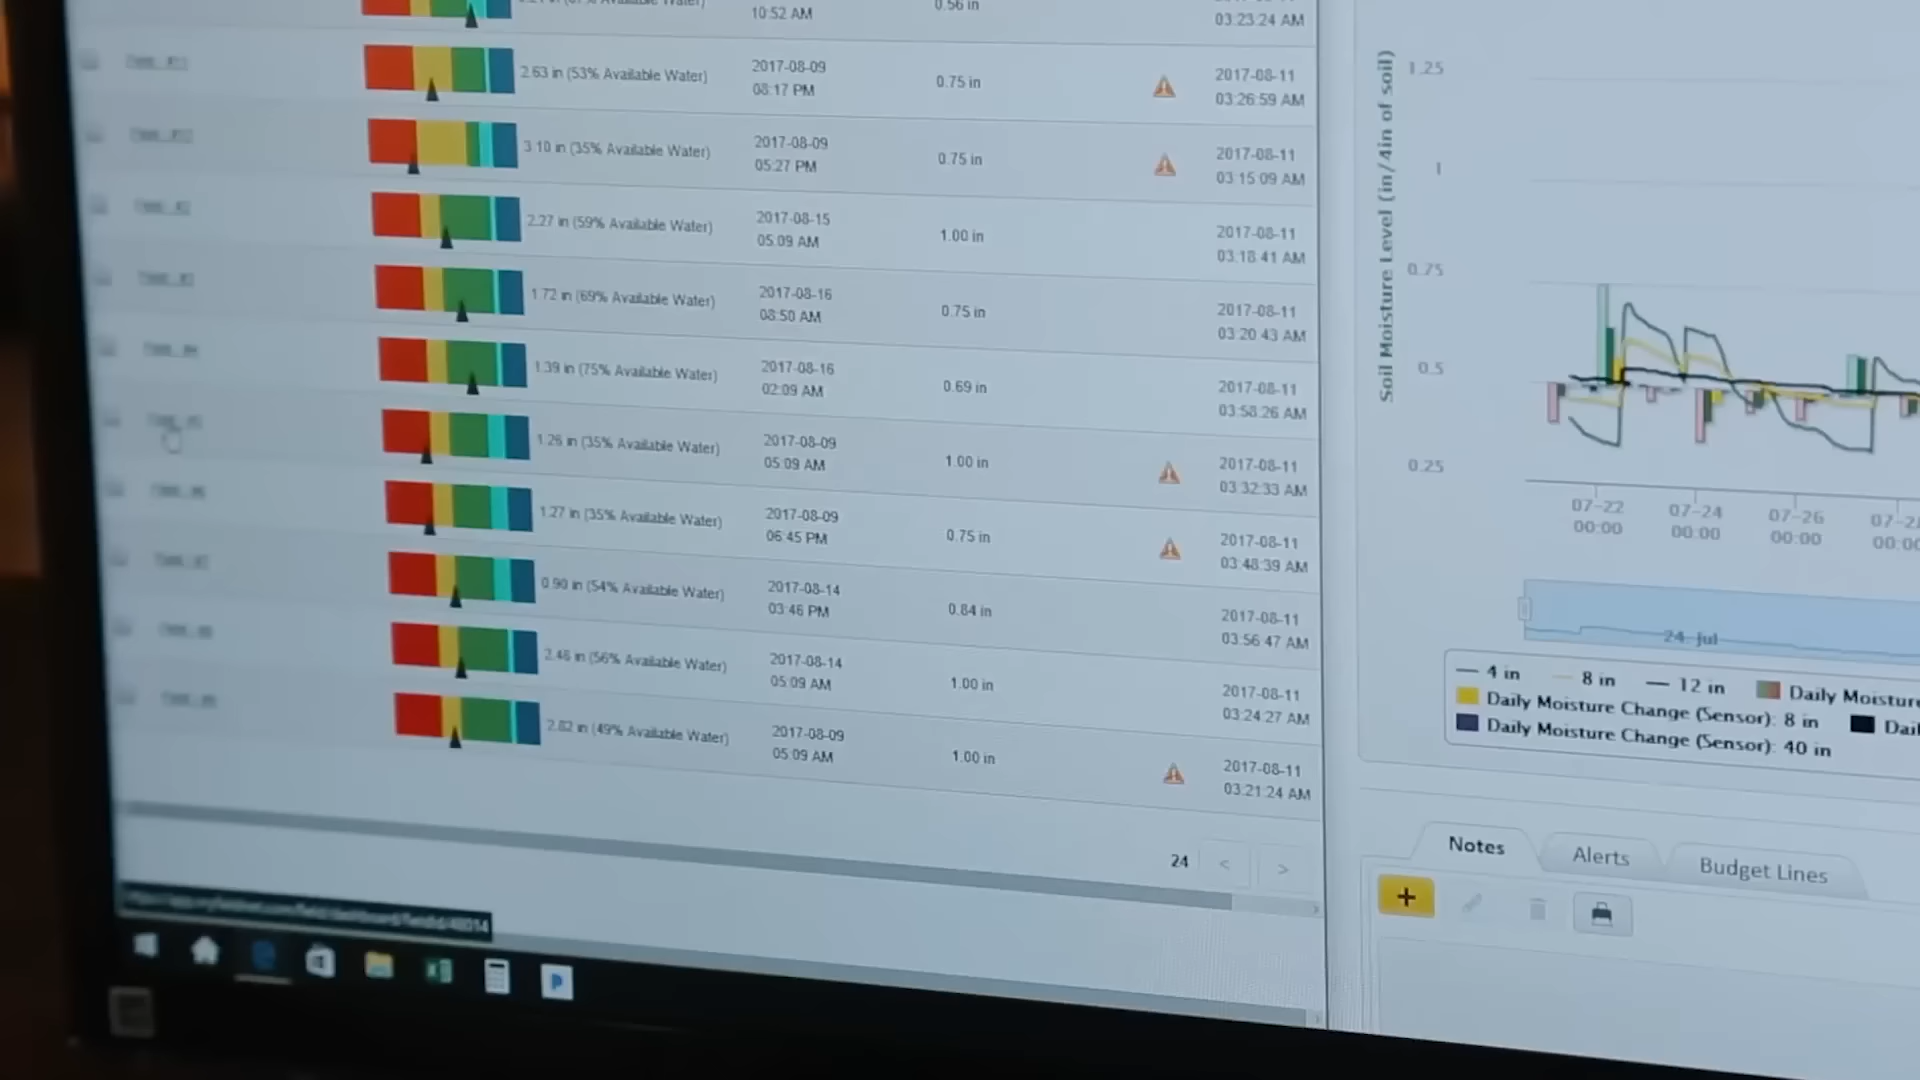 10:52 AM
0.56 in
03:23:24 AM
2.63 in (53% Available Water)
2017-08-09
08:17 PM
0.75 in
2017-08-11
03:26:59 AM
3.10 in (35% Available Water)
2017-08-09
05:27 PM
0.75 in
2017-08-11
03:15:09 AM
2.27 in (59% Available Water)
2017-08-15
05:09 AM
1.00 in
2017-08-11
03:18:41 AM
1.72 in (69% Available Water)
2017-08-16
08:50 AM
0.75 in
2017-08-11
03:20:43 AM
1.39 in (75% Available Water)
2017-08-16
02:09 AM
0.69 in
2017-08-11
03:58:26 AM
1.26 in (35% Available Water)
2017-08-09
05:09 AM
1.00 in
2017-08-11
03:32:33 AM
1.27 in (35% Available Water)
2017-08-09
06:45 PM
0.75 in
2017-08-11
03:48:39 AM
0.90 in (54% Available Water)
2017-08-14
03:46 PM
0.84 in
2017-08-11
03:56:47 AM
2.46 in (56% Available Water)
2017-08-14
05:09 AM
1.00 in
2017-08-11
03:24:27 AM
2.82 in (49% Available Water)
2017-08-09
05:09 AM
1.00 in
2017-08-11
03:21:24 AM
24 < >
Soil Moisture Level (in/4in of soil)
1.25
1
0.75
0.5
0.25
07-22
00:00
07-24
00:00
07-26
00:00
00:00
24. Jul
4 in 8 in 12 in Daily Moisture
Daily Moisture Change (Sensor): 8 in
Daily Moisture Change (Sensor): 40 in
Notes Alerts Budget Lines
+